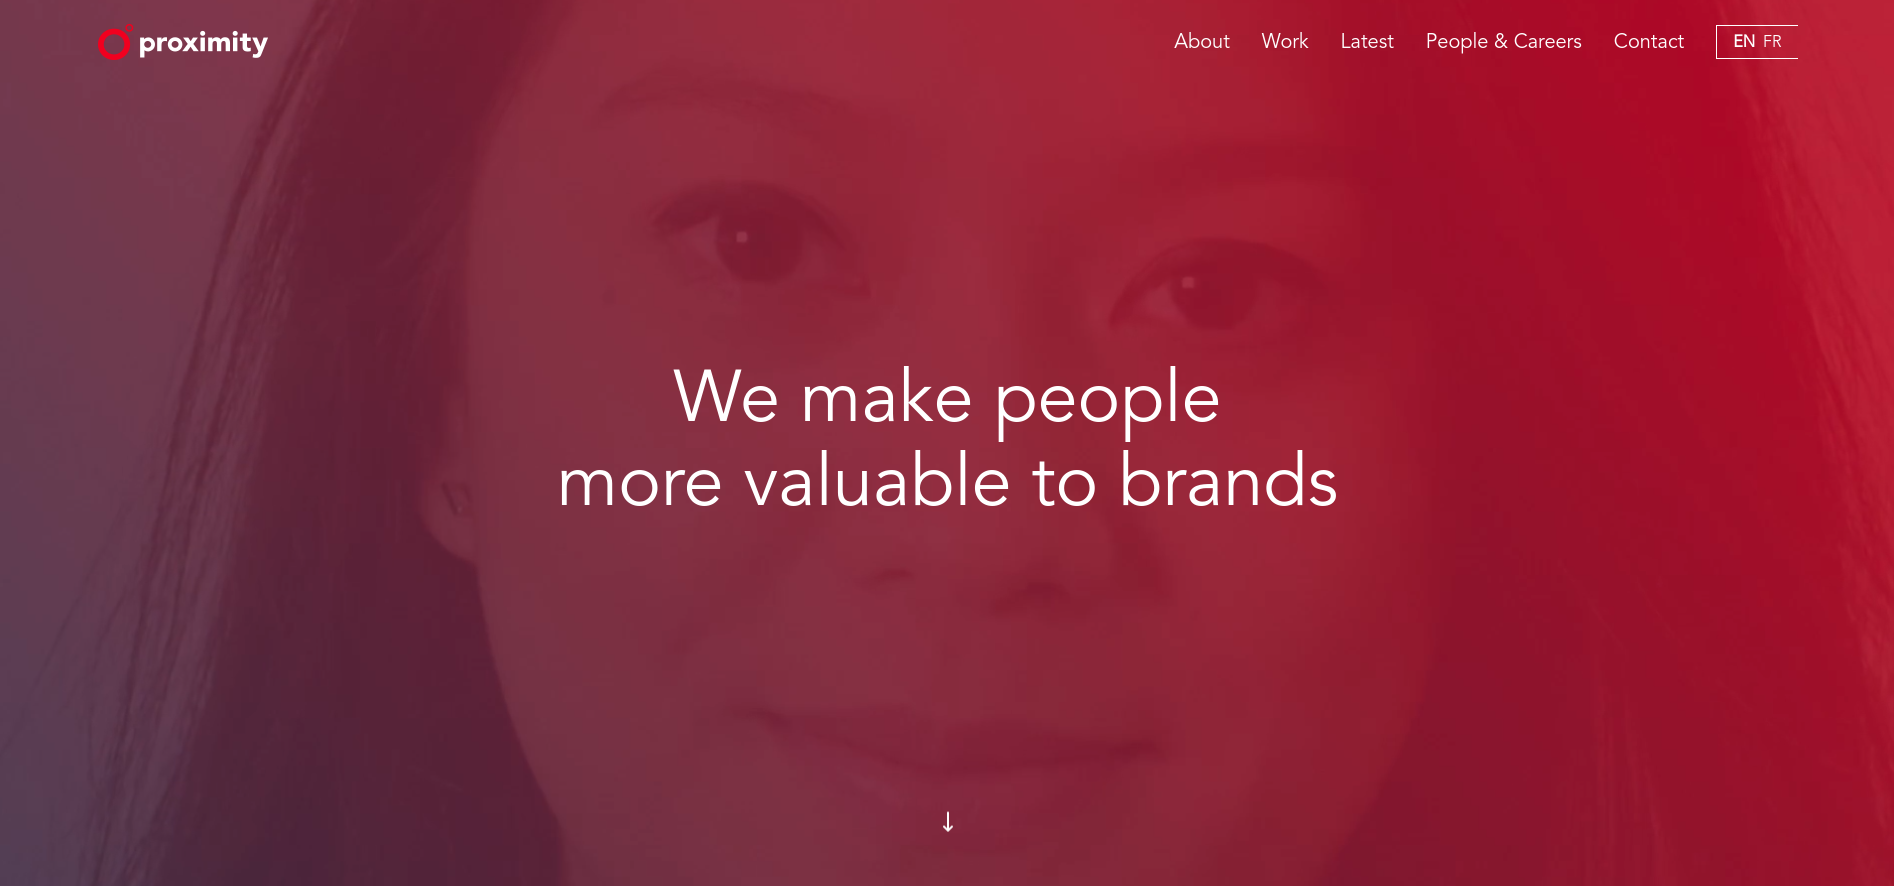 proximity
About
Work
Latest
People & Careers
Contact
EN FR
We make people
more valuable to brands